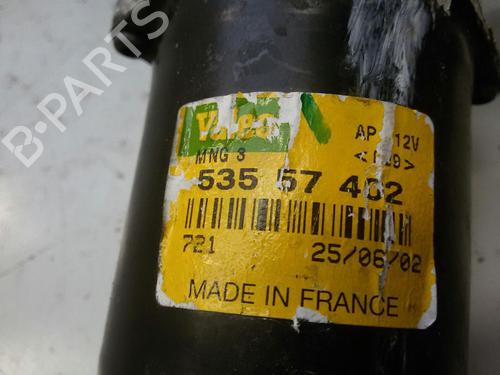 B-PARTS
Valeo
AP 12V
MNG 3
535 57 402
721 25/06/02
MADE IN FRANCE